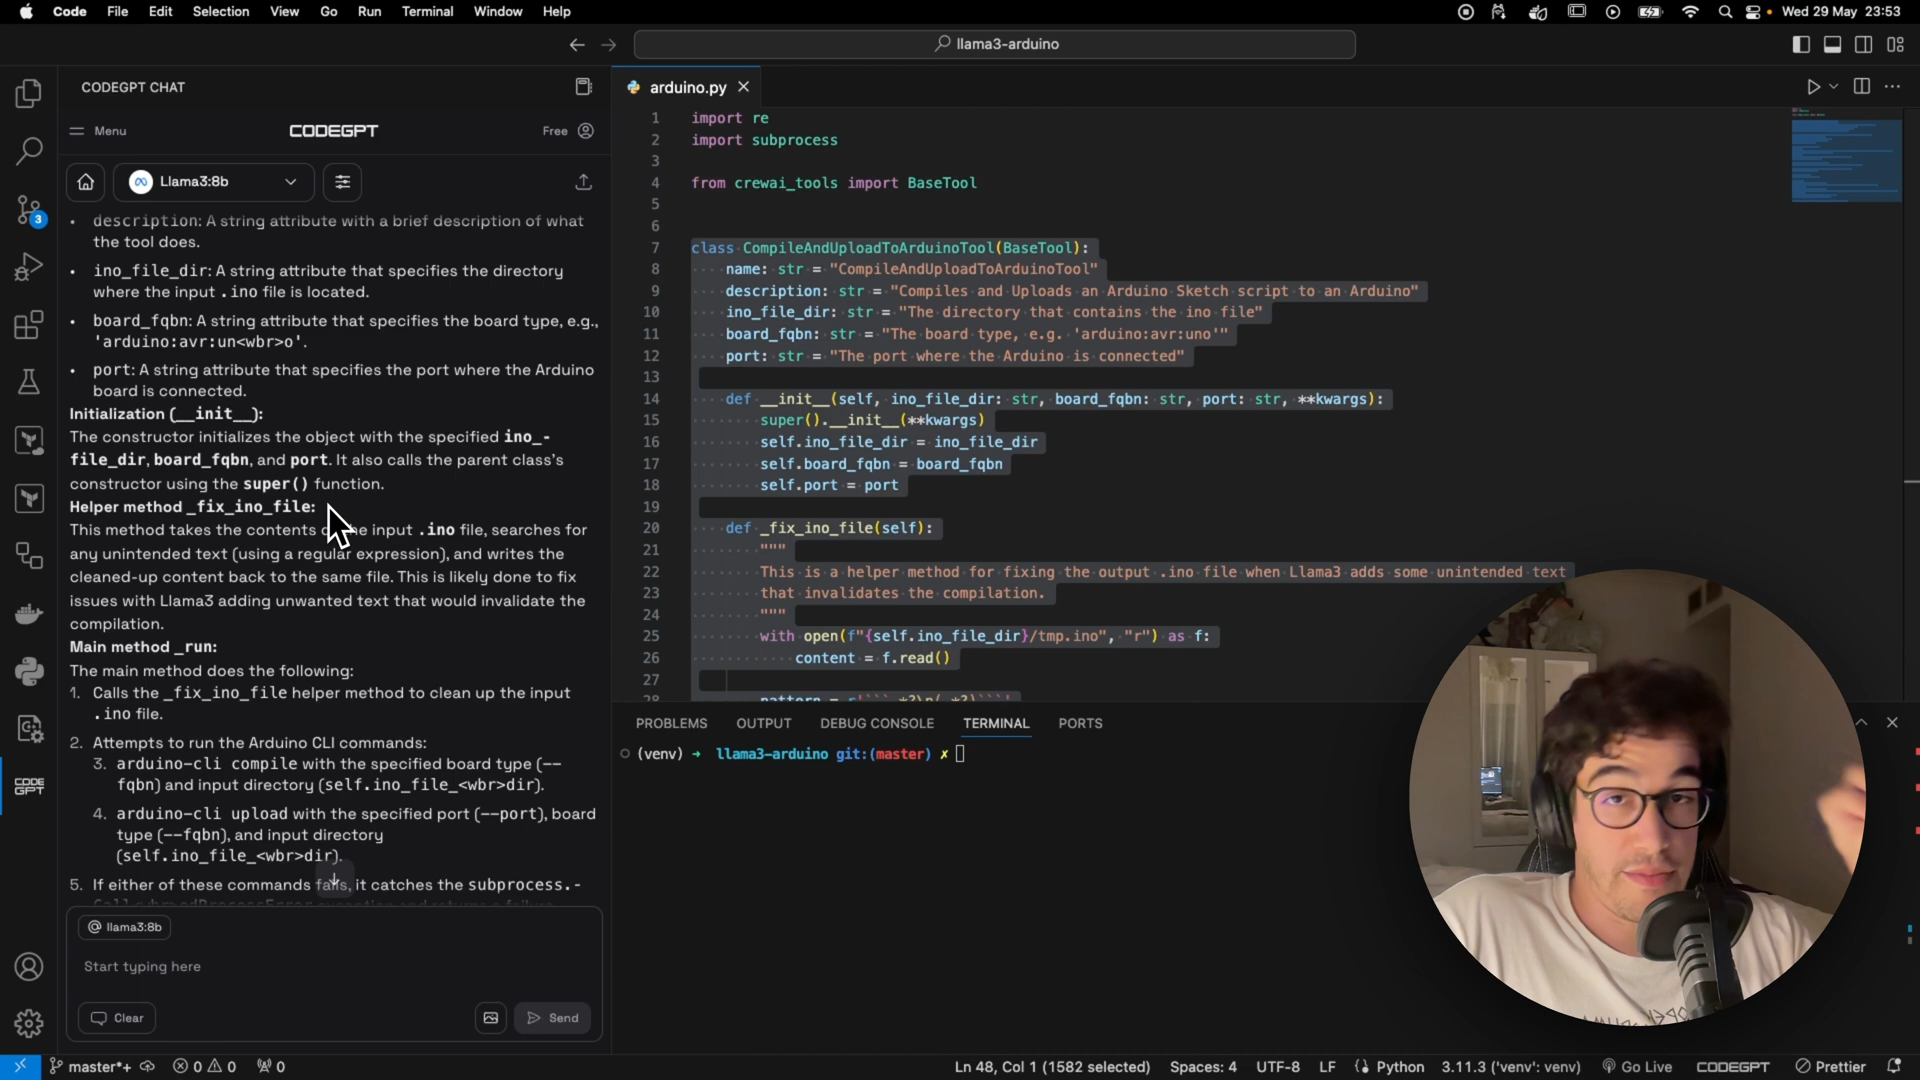 Code File Edit Selection View Go Run Terminal Window Help Wed 29 May 23:53
llama3-arduino
CODEGPT CHAT
Menu CODEGPT Free
Llama3:8b
3
• description: A string attribute with a brief description of what
the tool does.
• ino_file_dir: A string attribute that specifies the directory
where the input .ino file is located.
• board_fqbn: A string attribute that specifies the board type, e.g.,
'arduino:avr:un<wbr>o'.
• port: A string attribute that specifies the port where the Arduino
board is connected.
Initialization (__init__):
The constructor initializes the object with the specified ino_-
file_dir, board_fqbn, and port. It also calls the parent class's
constructor using the super() function.
Helper method _fix_ino_file:
This method takes the contents input .ino file, searches for
any unintended text (using a regular expression), and writes the
cleaned-up content back to the same file. This is likely done to fix
issues with Llama3 adding unwanted text that would invalidate the
compilation.
Main method _run:
The main method does the following:
1. Calls the _fix_ino_file helper method to clean up the input
.ino file.
2. Attempts to run the Arduino CLI commands:
3. arduino-cli compile with the specified board type (--
fqbn) and input directory (self.ino_file_<wbr>dir).
4. arduino-cli upload with the specified port (--port), board
type (--fqbn), and input directory
(self.ino_file_<wbr>dir).
5. If either of these commands fails, it catches the subprocess.-
CODE GPT
@ llama3:8b
Start typing here
Clear
Send
arduino.py
1 import re
2 import subprocess
3
4 from crewai_tools import BaseTool
5
6
7 class CompileAndUploadToArduinoTool(BaseTool):
8 name: str = "CompileAndUploadToArduinoTool"
9 description: str = "Compiles and Uploads an Arduino Sketch script to an Arduino"
10 ino_file_dir: str = "The directory that contains the ino file"
11 board_fqbn: str = "The board type, e.g. 'arduino:avr:uno'"
12 port: str = "The port where the Arduino is connected"
13
14 def __init__(self, ino_file_dir: str, board_fqbn: str, port: str, **kwargs):
15 super().__init__(**kwargs)
16 self.ino_file_dir = ino_file_dir
17 self.board_fqbn = board_fqbn
18 self.port = port
19
20 def _fix_ino_file(self):
21 """
22 This is a helper method for fixing the output .ino file when Llama3 adds some unintended text
23 that invalidates the compilation.
24 """
25 with open(f"{self.ino_file_dir}/tmp.ino", "r") as f:
26 content = f.read()
27
28 pattern = r'```.*?\n(.*?)```'
PROBLEMS OUTPUT DEBUG CONSOLE TERMINAL PORTS
(venv) → llama3-arduino git:(master) ✗
master*+ 0 0 0 Ln 48, Col 1 (1582 selected) Spaces: 4 UTF-8 LF Python 3.11.3 ('venv': venv) Go Live CODEGPT Prettier